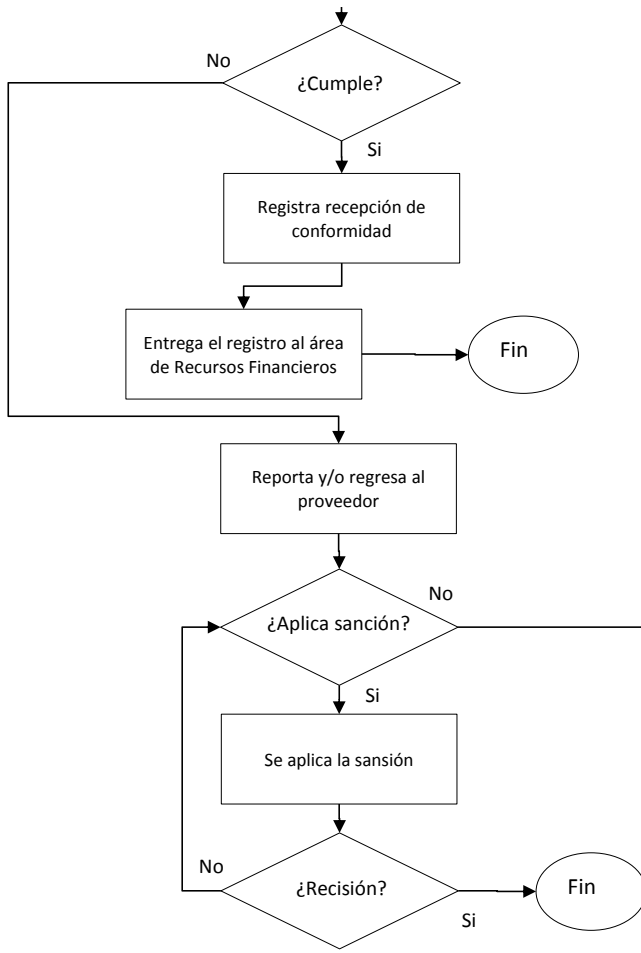 No
¿Cumple?
Si
Registra recepción de
conformidad
Entrega el registro al área
de Recursos Financieros
Fin
Reporta y/o regresa al
proveedor
No
¿Aplica sanción?
Si
Se aplica la sansión
No
¿Recisión?
Si
Fin